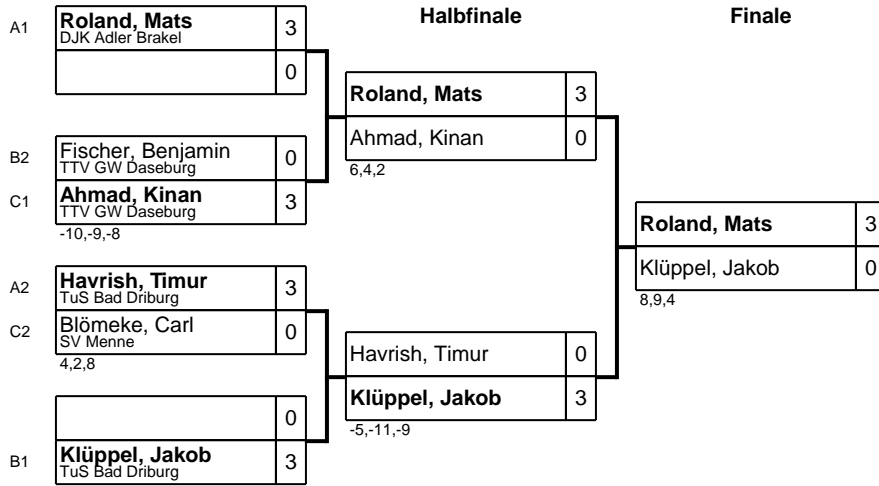 Halbfinale
Finale
A1
Roland, Mats
3
DJK Adler Brakel
0
B2
Fischer, Benjamin
0
TTV GW Daseburg
C1
Ahmad, Kinan
3
TTV GW Daseburg
-10,-9,-8
A2
Havrish, Timur
3
TuS Bad Driburg
C2
Blömeke, Carl
0
SV Menne
4,2,8
0
B1
Klüppel, Jakob
3
TuS Bad Driburg
Roland, Mats
3
Ahmad, Kinan
0
6,4,2
Havrish, Timur
0
Klüppel, Jakob
3
-5,-11,-9
Roland, Mats
3
Klüppel, Jakob
0
8,9,4